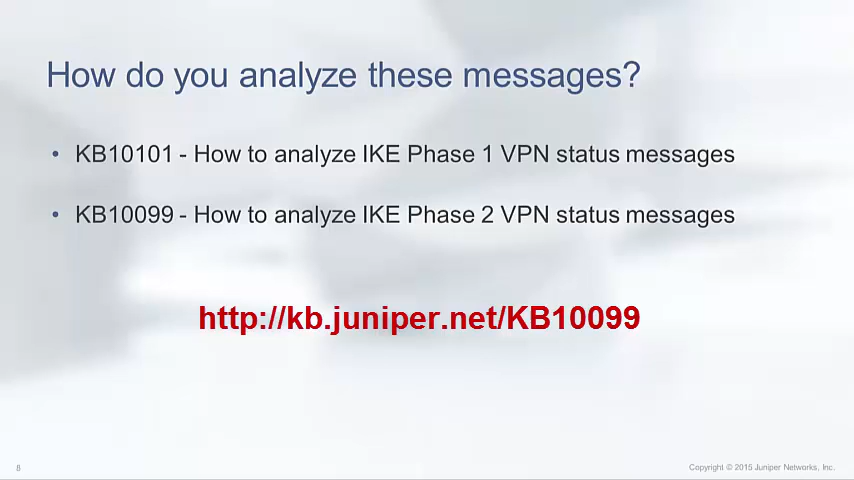 How do you analyze these messages?
• KB10101 - How to analyze IKE Phase 1 VPN status messages
• KB10099 - How to analyze IKE Phase 2 VPN status messages
http://kb.juniper.net/KB10099
8
Copyright © 2015 Juniper Networks, Inc.